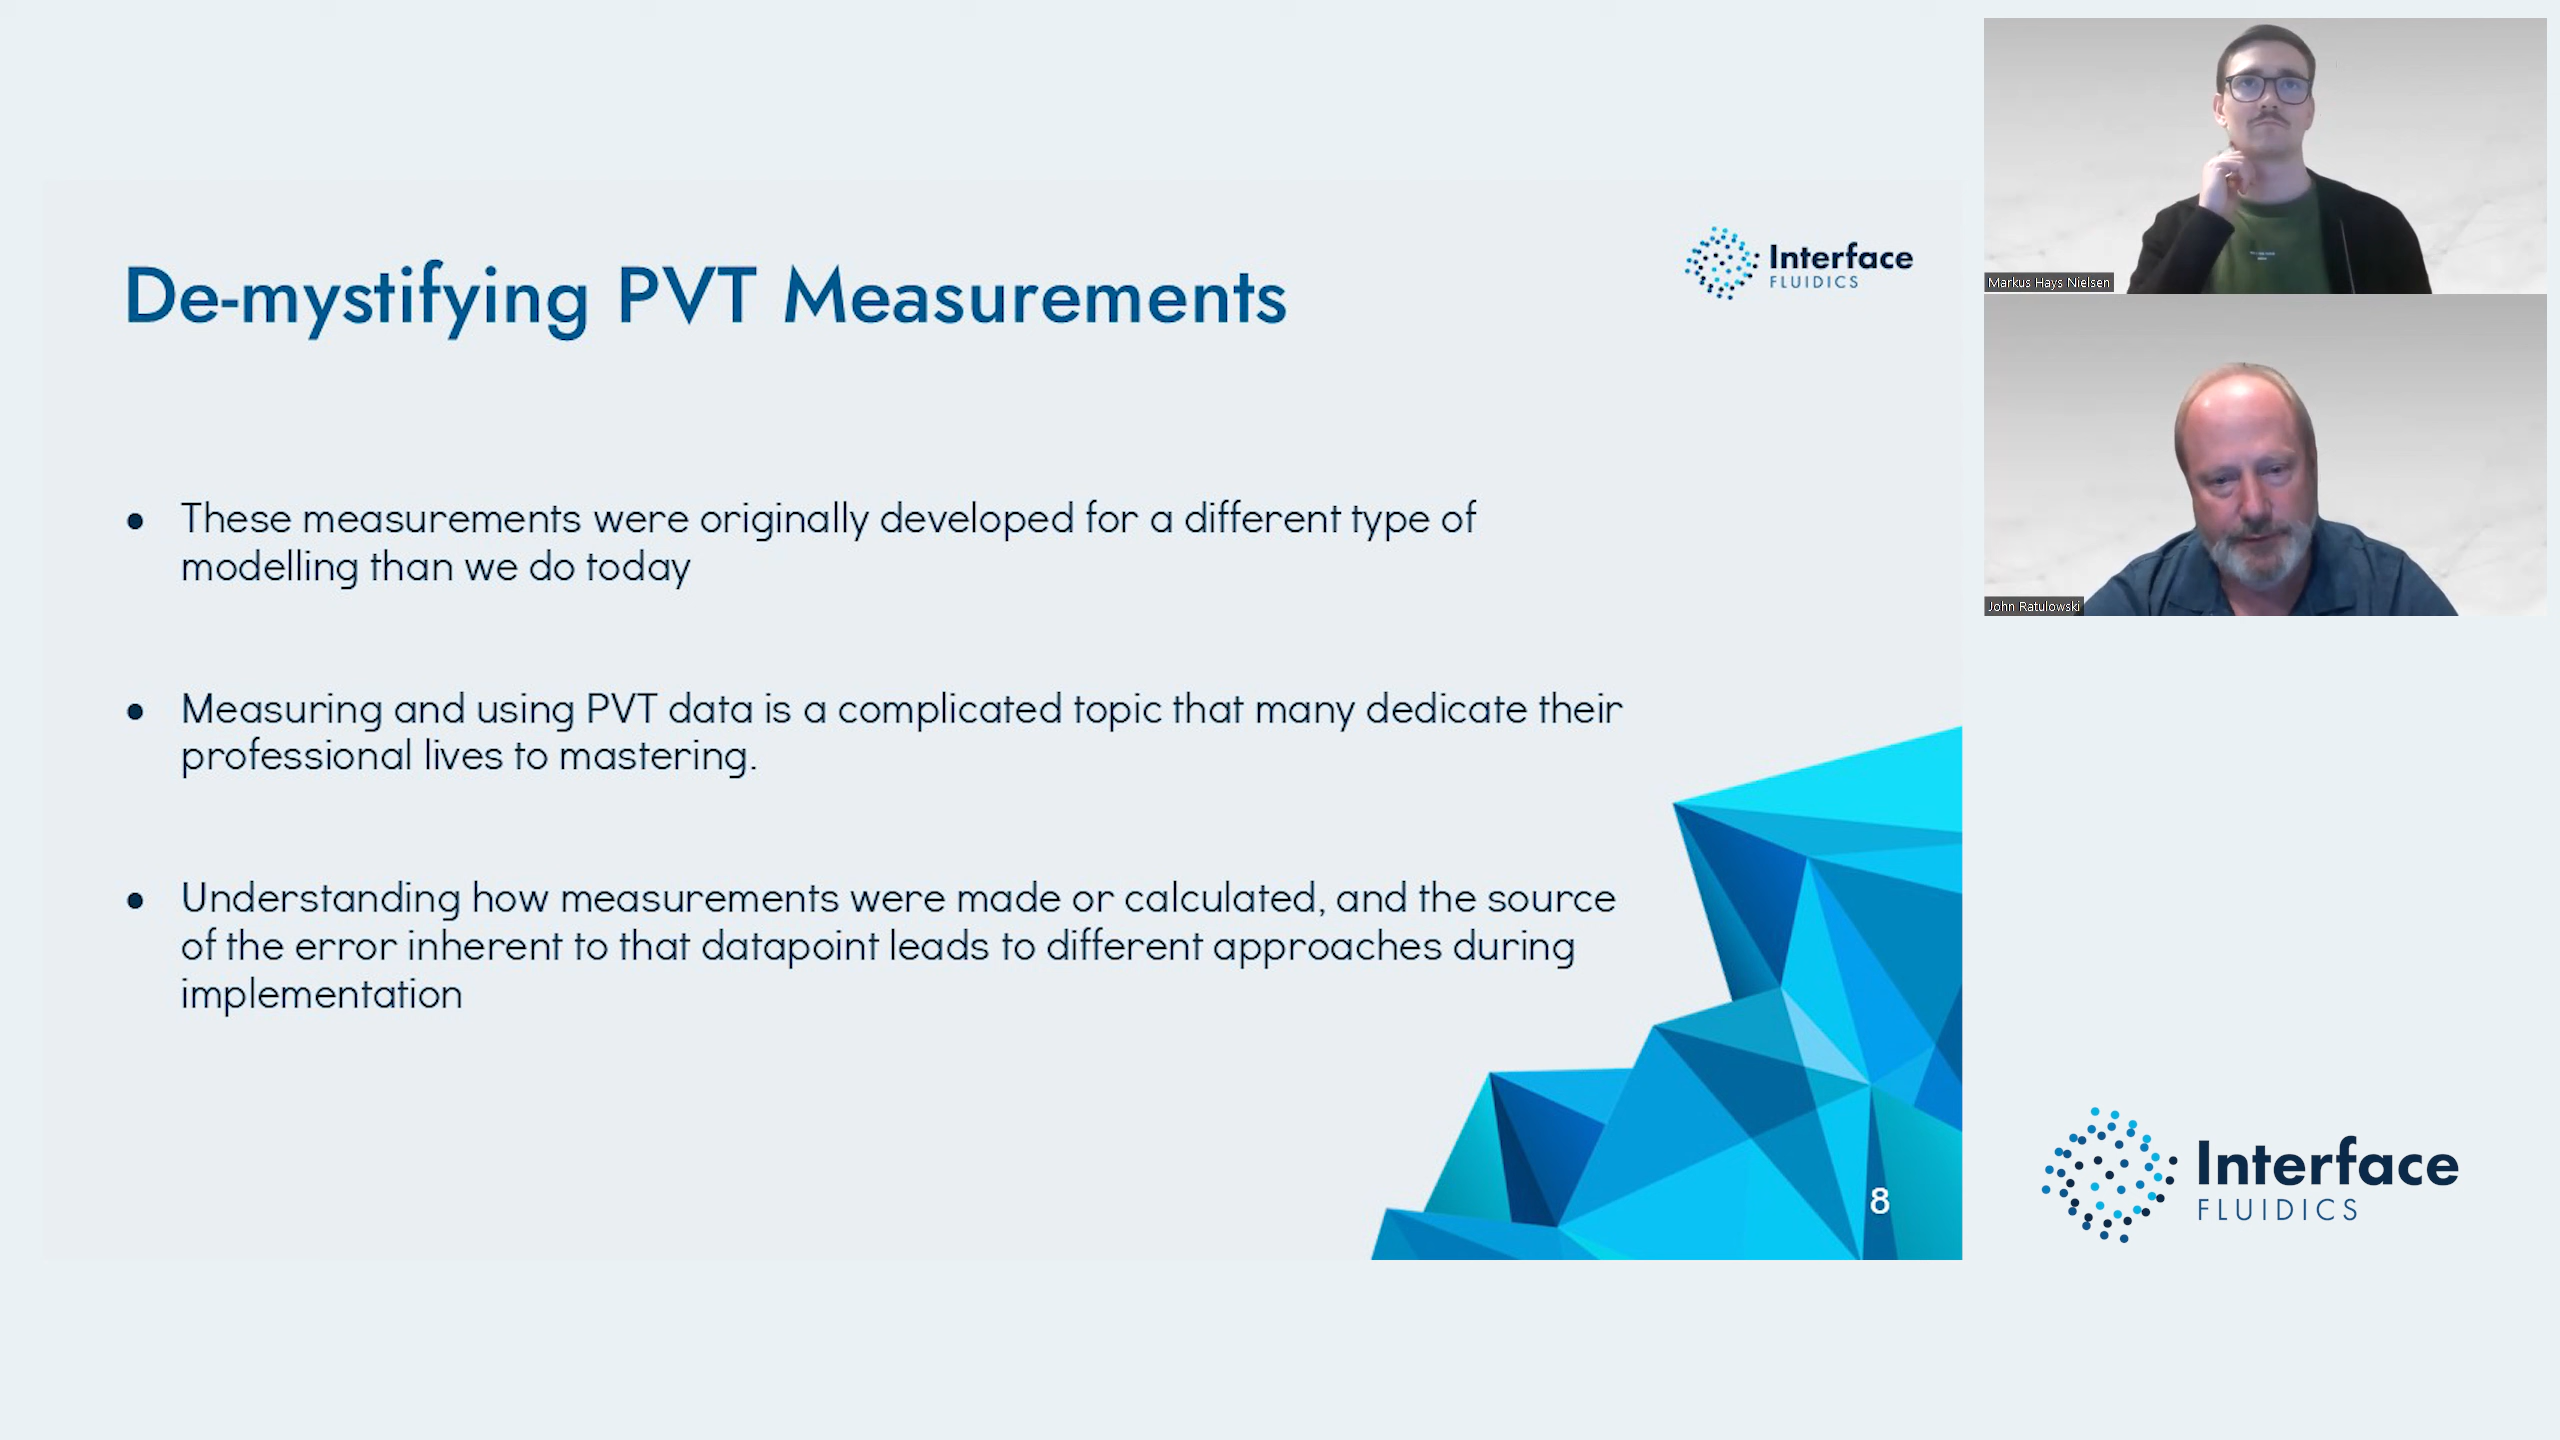 De-mystifying PVT Measurements
Interface
FLUIDICS
• These measurements were originally developed for a different type of
modelling than we do today
• Measuring and using PVT data is a complicated topic that many dedicate their
professional lives to mastering.
• Understanding how measurements were made or calculated, and the source
of the error inherent to that datapoint leads to different approaches during
implementation
8
Markus Hays Nielsen
John Ratulowski
Interface
FLUIDICS